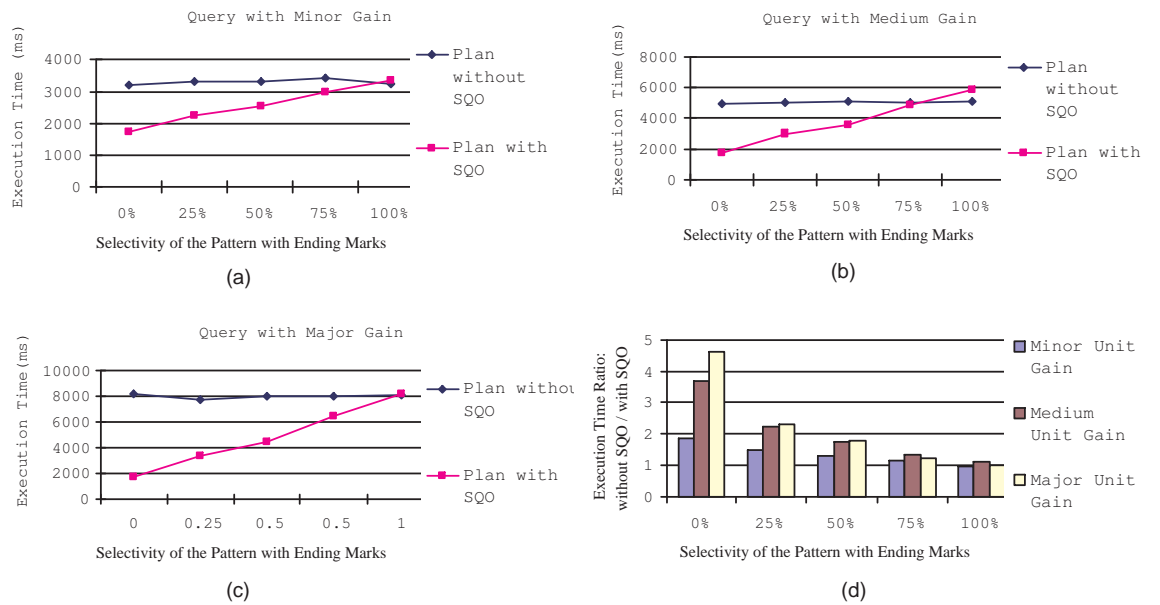 Query with Minor Gain
Execution Time (ms)
4000
3000
2000
1000
0
0% 25% 50% 75% 100%
Selectivity of the Pattern with Ending Marks
Plan
without
SQO
Plan with
SQO
(a)
Query with Medium Gain
Execution Time(ms)
8000
6000
4000
2000
0
0% 25% 50% 75% 100%
Selectivity of the Pattern with Ending Marks
Plan
without
SQO
Plan with
SQO
(b)
Query with Major Gain
Execution Time(ms)
10000
8000
6000
4000
2000
0
0 0.25 0.5 0.5 1
Selectivity of the Pattern with Ending Marks
Plan withou
SQO
Plan with
SQO
(c)
Execution Time Ratio:
without SQO / with SQO
5
4
3
2
1
0
0% 25% 50% 75% 100%
Selectivity of the Pattern with Ending Marks
Minor Unit
Gain
Medium
Unit Gain
Major Unit
Gain
(d)